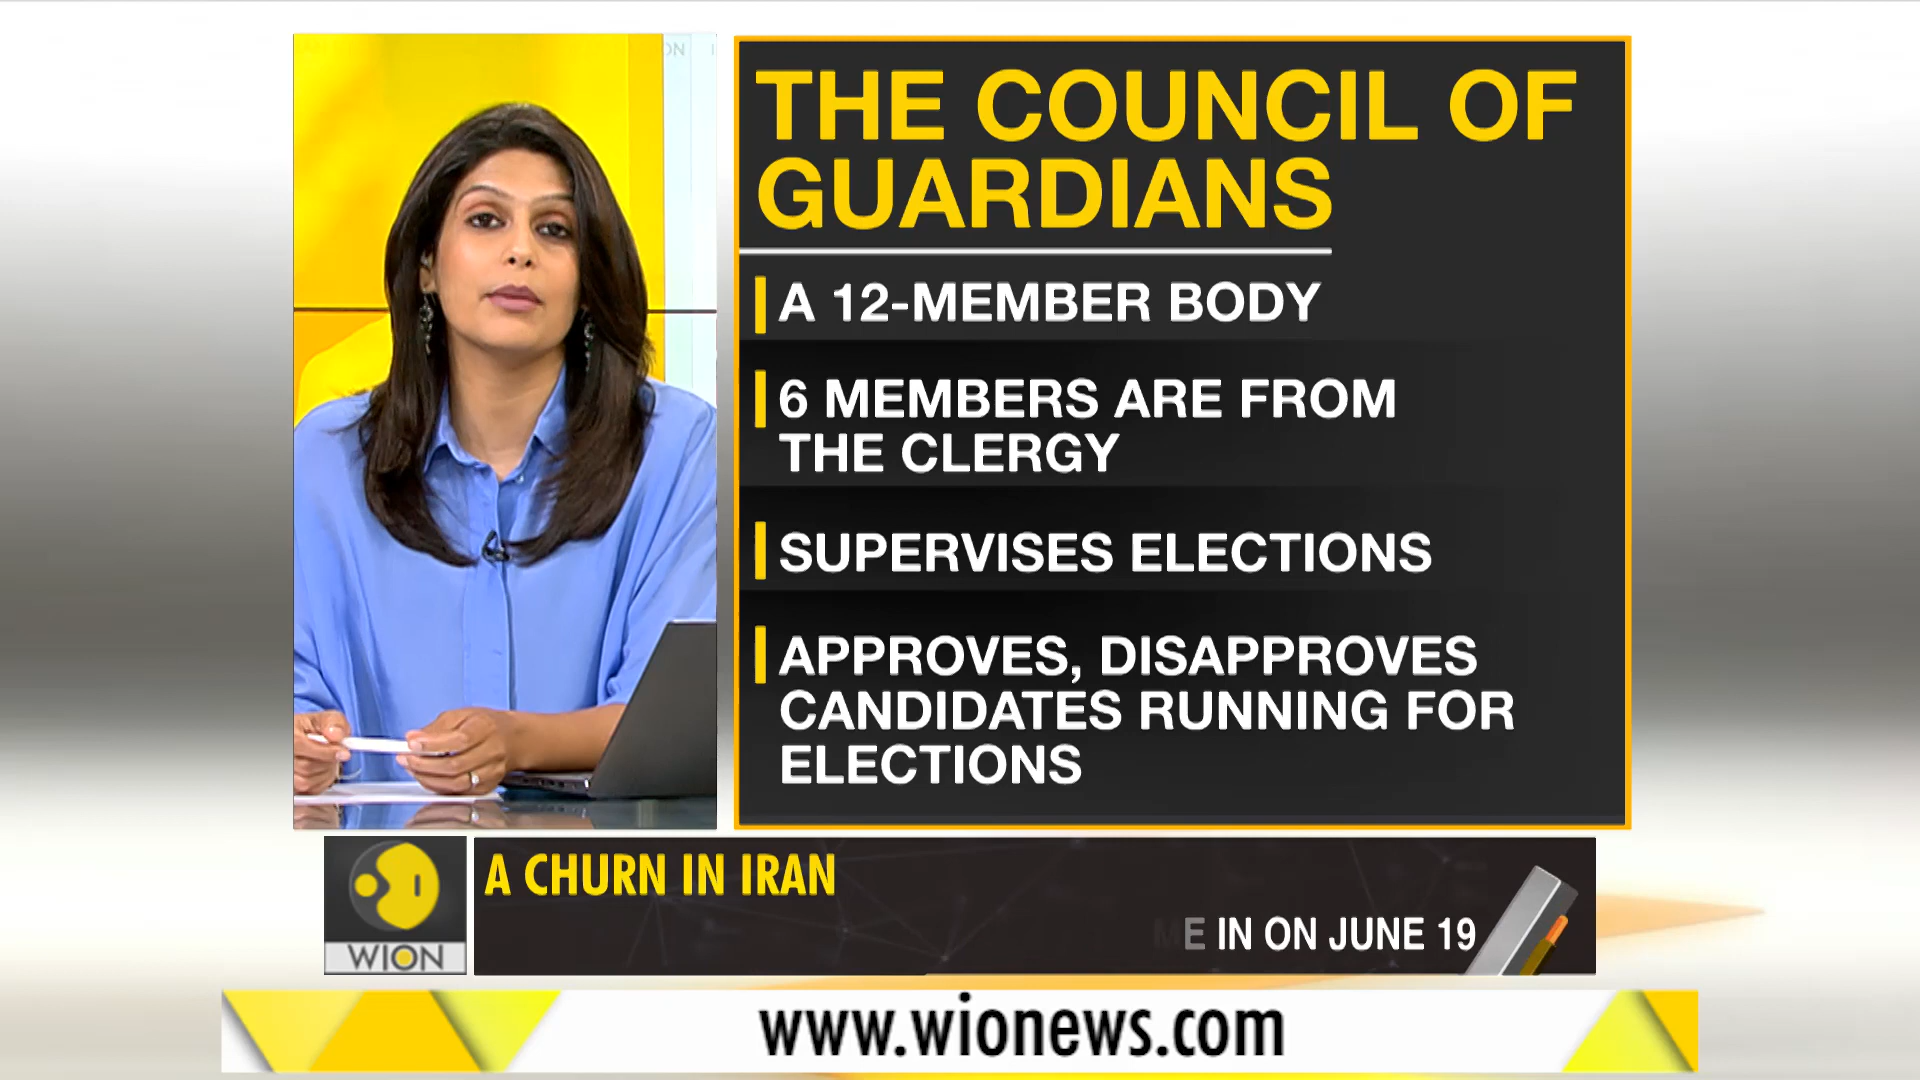 THE COUNCIL OF
GUARDIANS
A 12-MEMBER BODY
6 MEMBERS ARE FROM
THE CLERGY
SUPERVISES ELECTIONS
APPROVES, DISAPPROVES
CANDIDATES RUNNING FOR
ELECTIONS
A CHURN IN IRAN
ME IN ON JUNE 19
WION
www.wionews.com